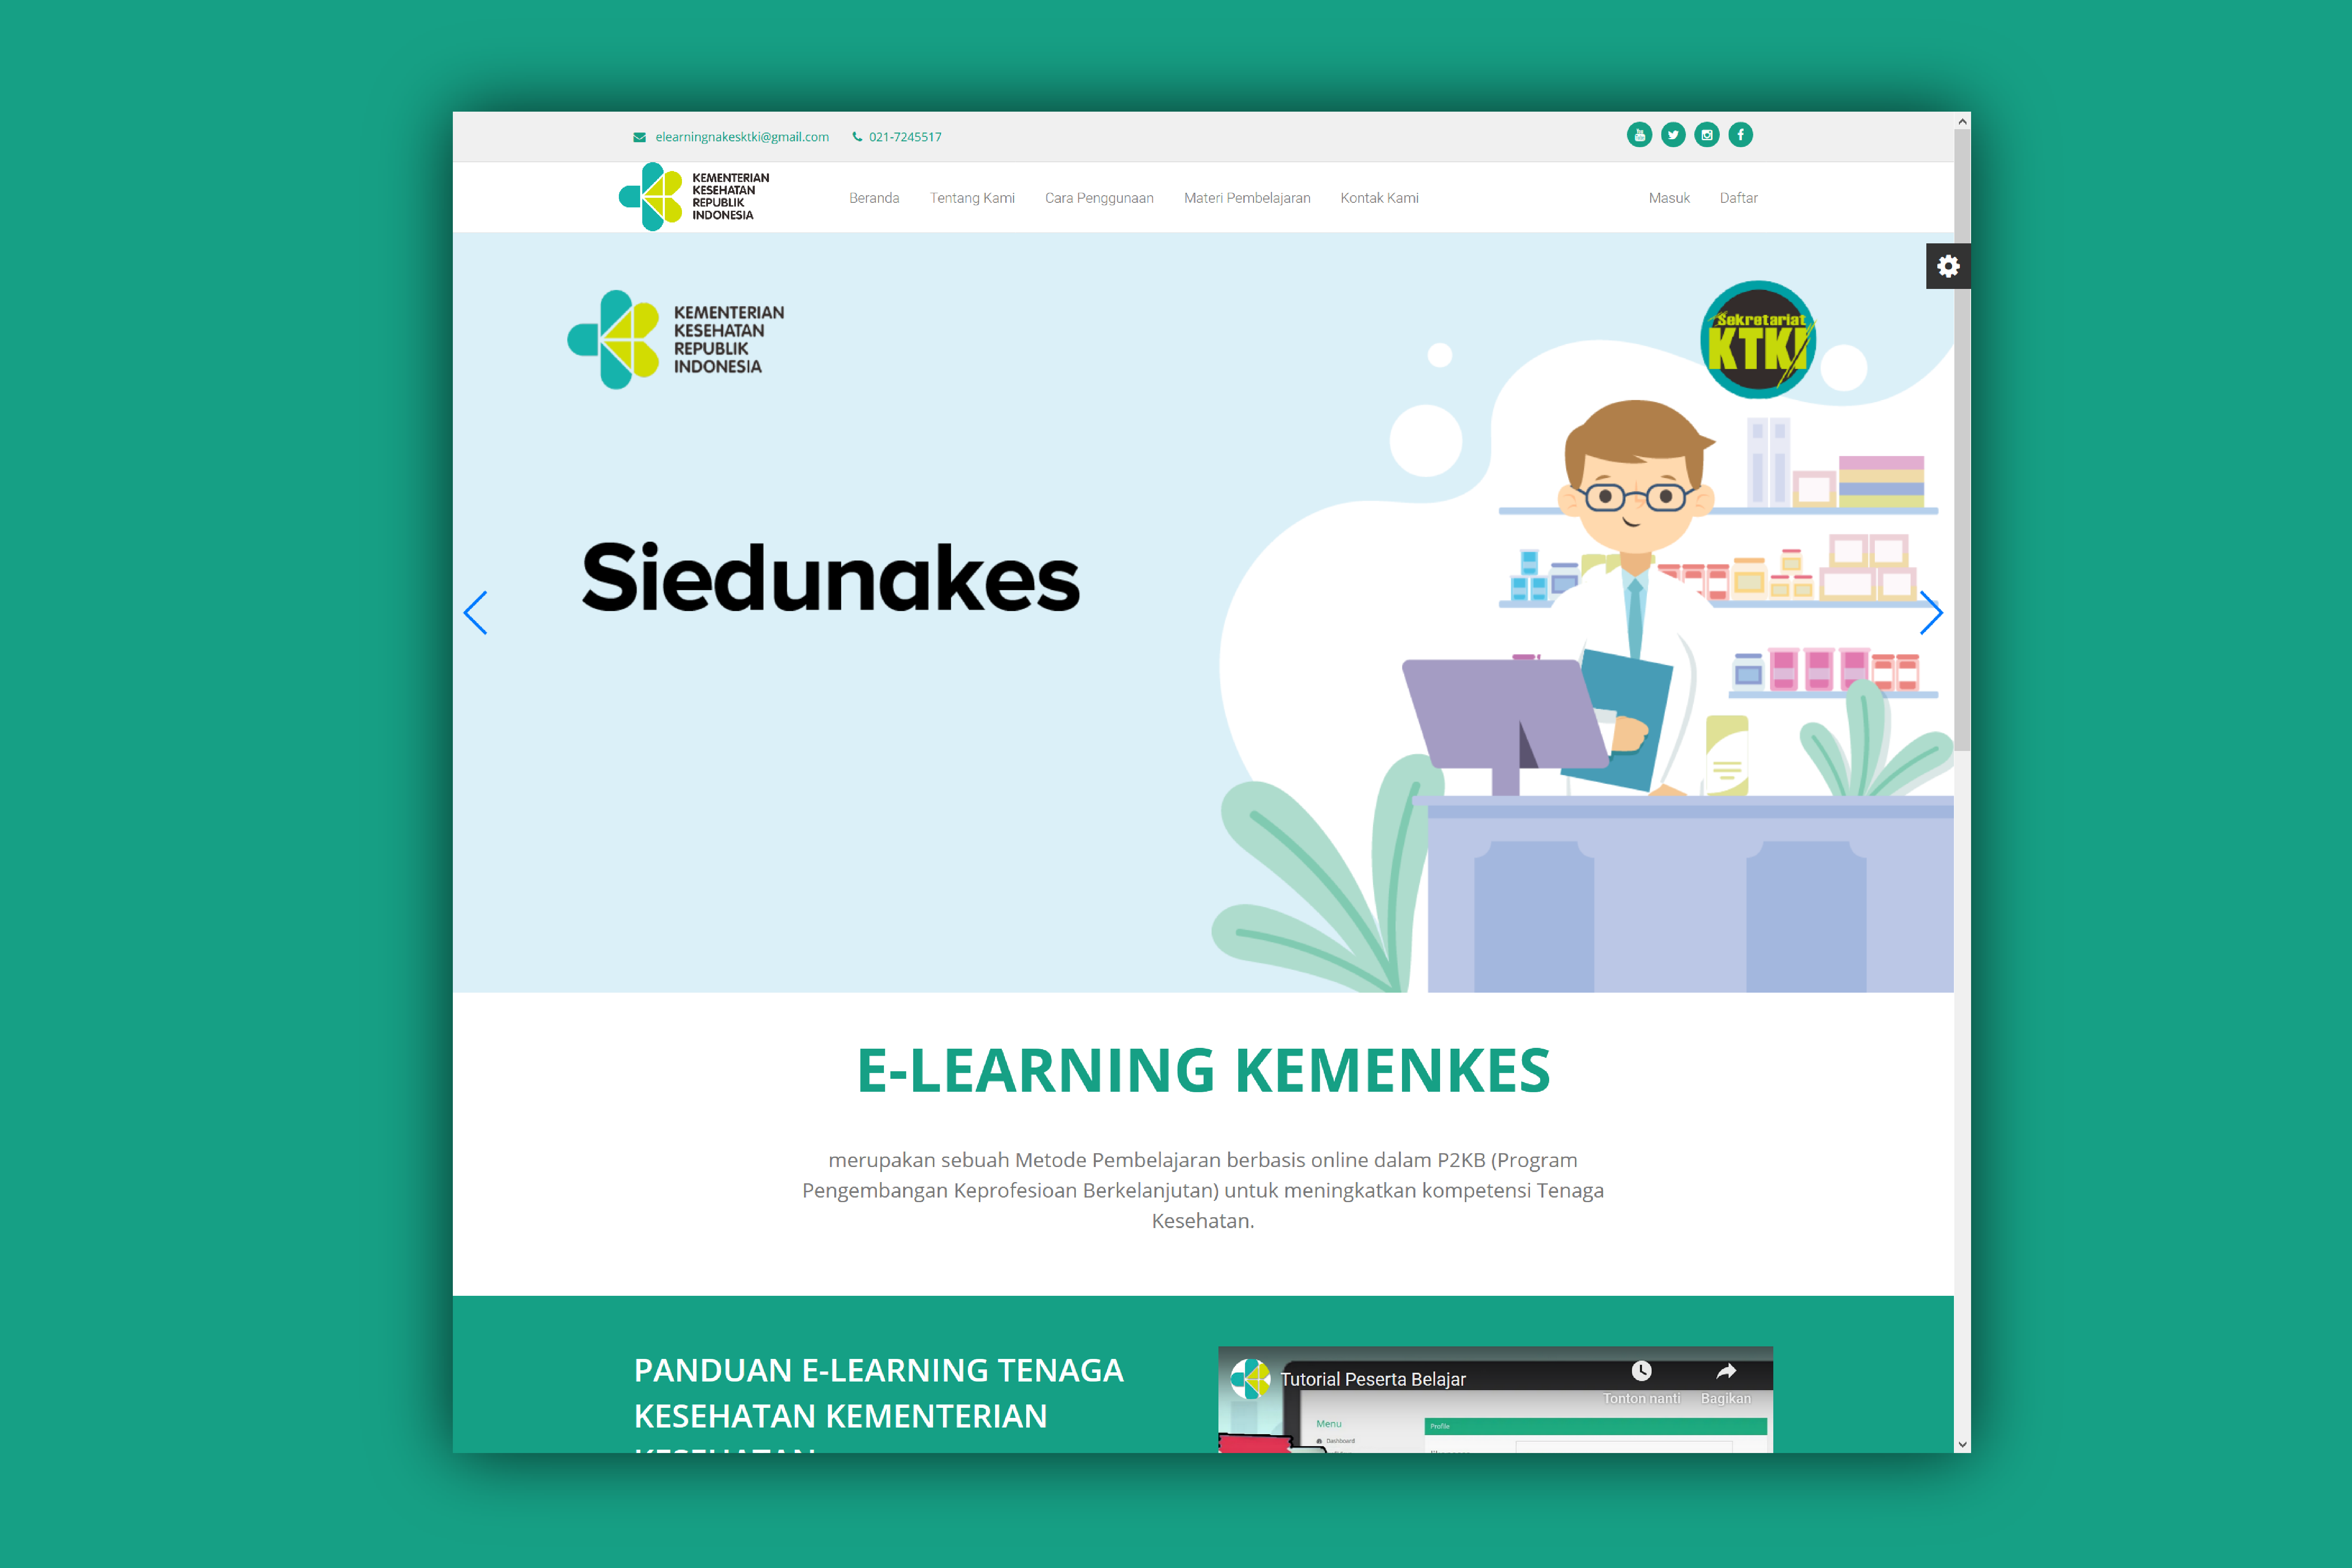 elearningnakesktki@gmail.com 021-7245517
KEMENTERIAN
KESEHATAN
REPUBLIK
INDONESIA
Beranda Tentang Kami Cara Penggunaan Materi Pembelajaran Kontak Kami Masuk Daftar
KEMENTERIAN
KESEHATAN
REPUBLIK
INDONESIA
Sekretariat
KTKI
Siedunakes
E-LEARNING KEMENKES
merupakan sebuah Metode Pembelajaran berbasis online dalam P2KB (Program
Pengembangan Keprofesioan Berkelanjutan) untuk meningkatkan kompetensi Tenaga
Kesehatan.
PANDUAN E-LEARNING TENAGA
KESEHATAN KEMENTERIAN
KESEHATAN
Tutorial Peserta Belajar
Tonton nanti Bagikan
Menu
Profile
Dashboard